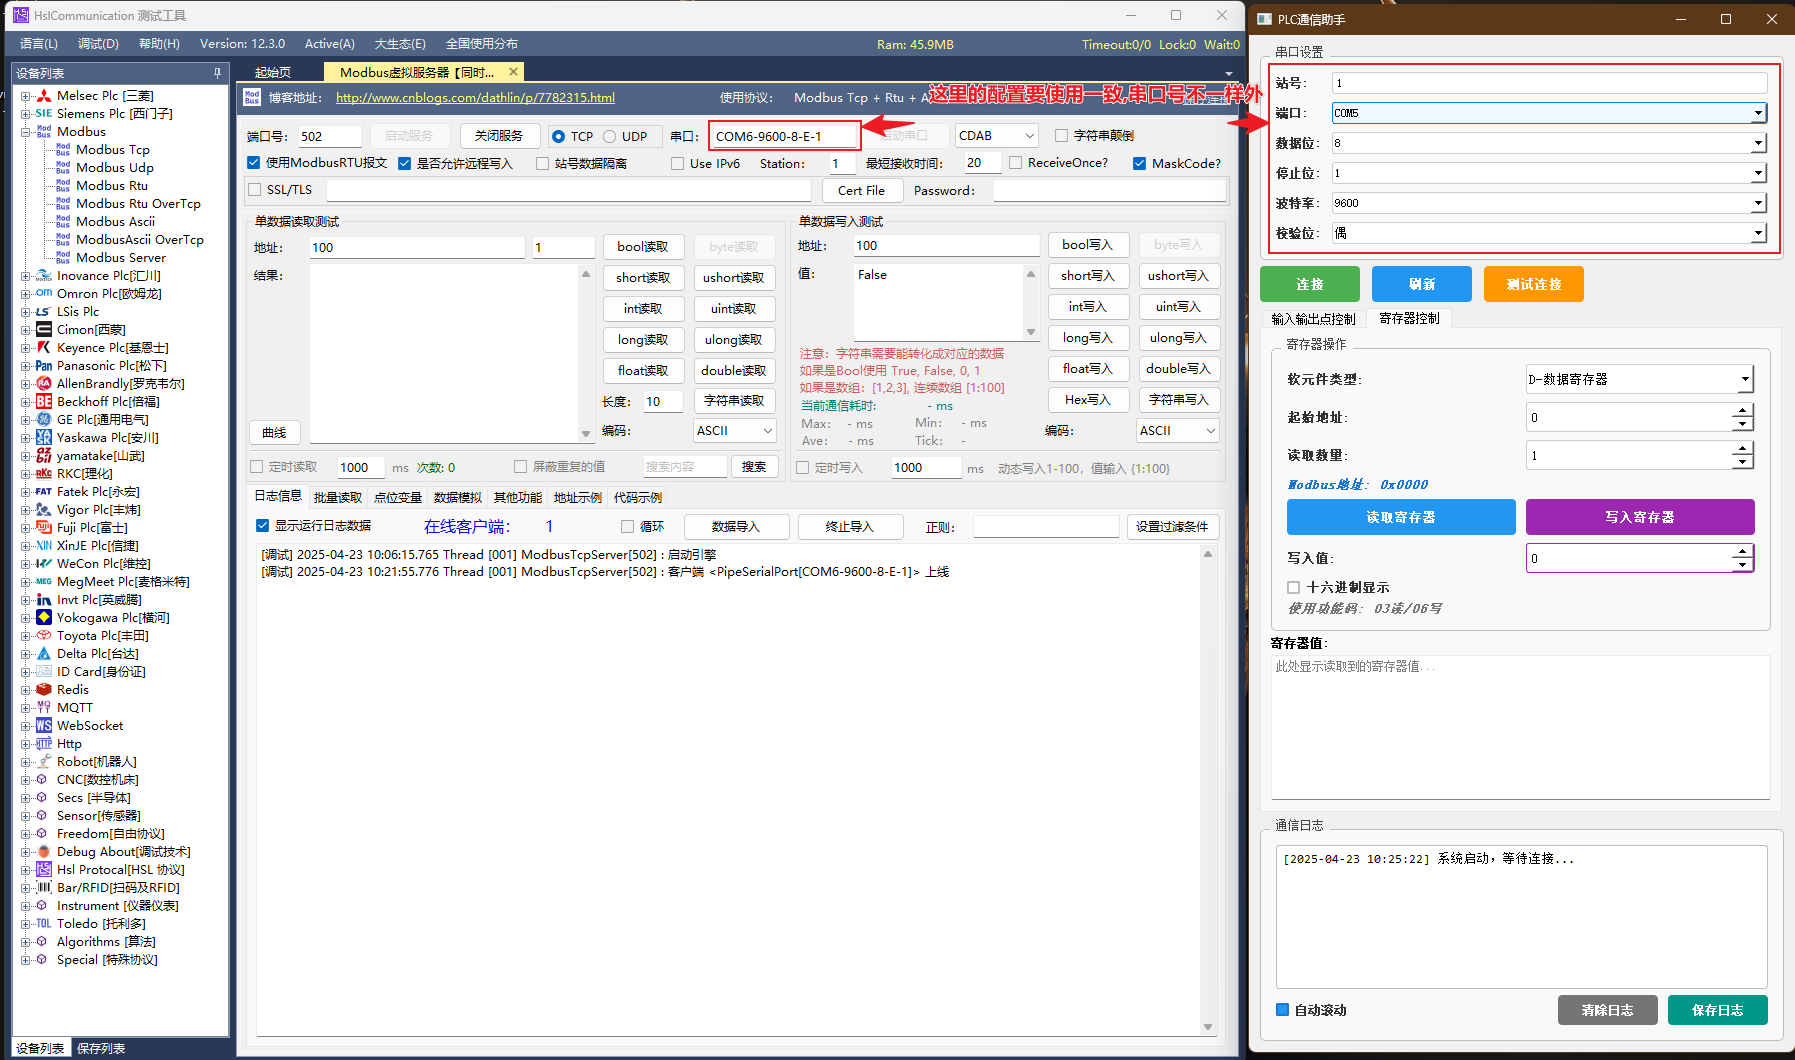 HslCommunication 测试工具
语言(L) 调试(D) 帮助(H) Version: 12.3.0 Active(A) 大生态(E) 全国使用分布 Ram: 45.9MB Timeout:0/0 Lock:0 Wait:0
设备列表
Melsec Plc [三菱]
Siemens Plc [西门子]
Modbus
Modbus Tcp
Modbus Udp
Modbus Rtu
Modbus Rtu OverTcp
Modbus Ascii
ModbusAscii OverTcp
Modbus Server
Inovance Plc[汇川]
Omron Plc[欧姆龙]
LSis Plc
Cimon[西蒙]
Keyence Plc[基恩士]
Panasonic Plc[松下]
AllenBrandly[罗克韦尔]
Beckhoff Plc[倍福]
GE Plc[通用电气]
Yaskawa Plc[安川]
yamatake[山武]
RKC[理化]
Fatek Plc[永宏]
Vigor Plc[丰炜]
Fuji Plc[富士]
XinJE Plc[信捷]
WeCon Plc[维控]
MegMeet Plc[麦格米特]
Invt Plc[英威腾]
Yokogawa Plc[横河]
Toyota Plc[丰田]
Delta Plc[台达]
ID Card[身份证]
Redis
MQTT
WebSocket
Http
Robot[机器人]
CNC[数控机床]
Secs [半导体]
Sensor[传感器]
Freedom[自由协议]
Debug About[调试技术]
Hsl Protocal[HSL 协议]
Bar/RFID[扫码及RFID]
Instrument [仪器仪表]
Toledo [托利多]
Algorithms [算法]
Special [特殊协议]
设备列表 保存列表
起始页 Modbus虚拟服务器【同时...
博客地址: http://www.cnblogs.com/dathlin/p/7782315.html 使用协议: Modbus Tcp + Rtu + A
这里的配置要使用一致,串口号不一样外
端口号: 502 启动服务 关闭服务 TCP UDP 串口: COM6-9600-8-E-1 启动串口 CDAB 字符串颠倒
使用ModbusRTU报文 是否允许远程写入 站号数据隔离 Use IPv6 Station: 1 最短接收时间: 20 ReceiveOnce? MaskCode?
SSL/TLS Cert File Password:
单数据读取测试
地址: 100 1 bool读取 byte读取
结果: short读取 ushort读取
int读取 uint读取
long读取 ulong读取
float读取 double读取
长度: 10 字符串读取
曲线 编码: ASCII
定时读取 1000 ms 次数: 0 屏蔽重复的值 搜索内容 搜索
单数据写入测试
地址: 100 bool写入 byte写入
值: False short写入 ushort写入
int写入 uint写入
long写入 ulong写入
注意: 字符串需要能转化成对应的数据
如果是Bool使用 True, False, 0, 1 float写入 double写入
如果是数组: [1,2,3], 连续数组 [1:100]
当前通信耗时: - ms Hex写入 字符串写入
Max: - ms Min: - ms
Ave: - ms Tick: - 编码: ASCII
定时写入 1000 ms 动态写入1-100，值输入 {1:100}
日志信息 批量读取 点位变量 数据模拟 其他功能 地址示例 代码示例
显示运行日志数据 在线客户端: 1 循环 数据导入 终止导入 正则: 设置过滤条件
[调试] 2025-04-23 10:06:15.765 Thread [001] ModbusTcpServer[502] : 启动引擎
[调试] 2025-04-23 10:21:55.776 Thread [001] ModbusTcpServer[502] : 客户端 <PipeSerialPort[COM6-9600-8-E-1]> 上线
PLC通信助手
串口设置
站号: 1
端口: COM5
数据位: 8
停止位: 1
波特率: 9600
校验位: 偶
连接 刷新 测试连接
输入输出点控制 寄存器控制
寄存器操作
软元件类型: D-数据寄存器
起始地址: 0
读取数量: 1
Modbus地址: 0x0000
读取寄存器 写入寄存器
写入值: 0
十六进制显示
使用功能码: 03读/06写
寄存器值:
此处显示读取到的寄存器值...
通信日志
[2025-04-23 10:25:22] 系统启动，等待连接...
自动滚动 清除日志 保存日志